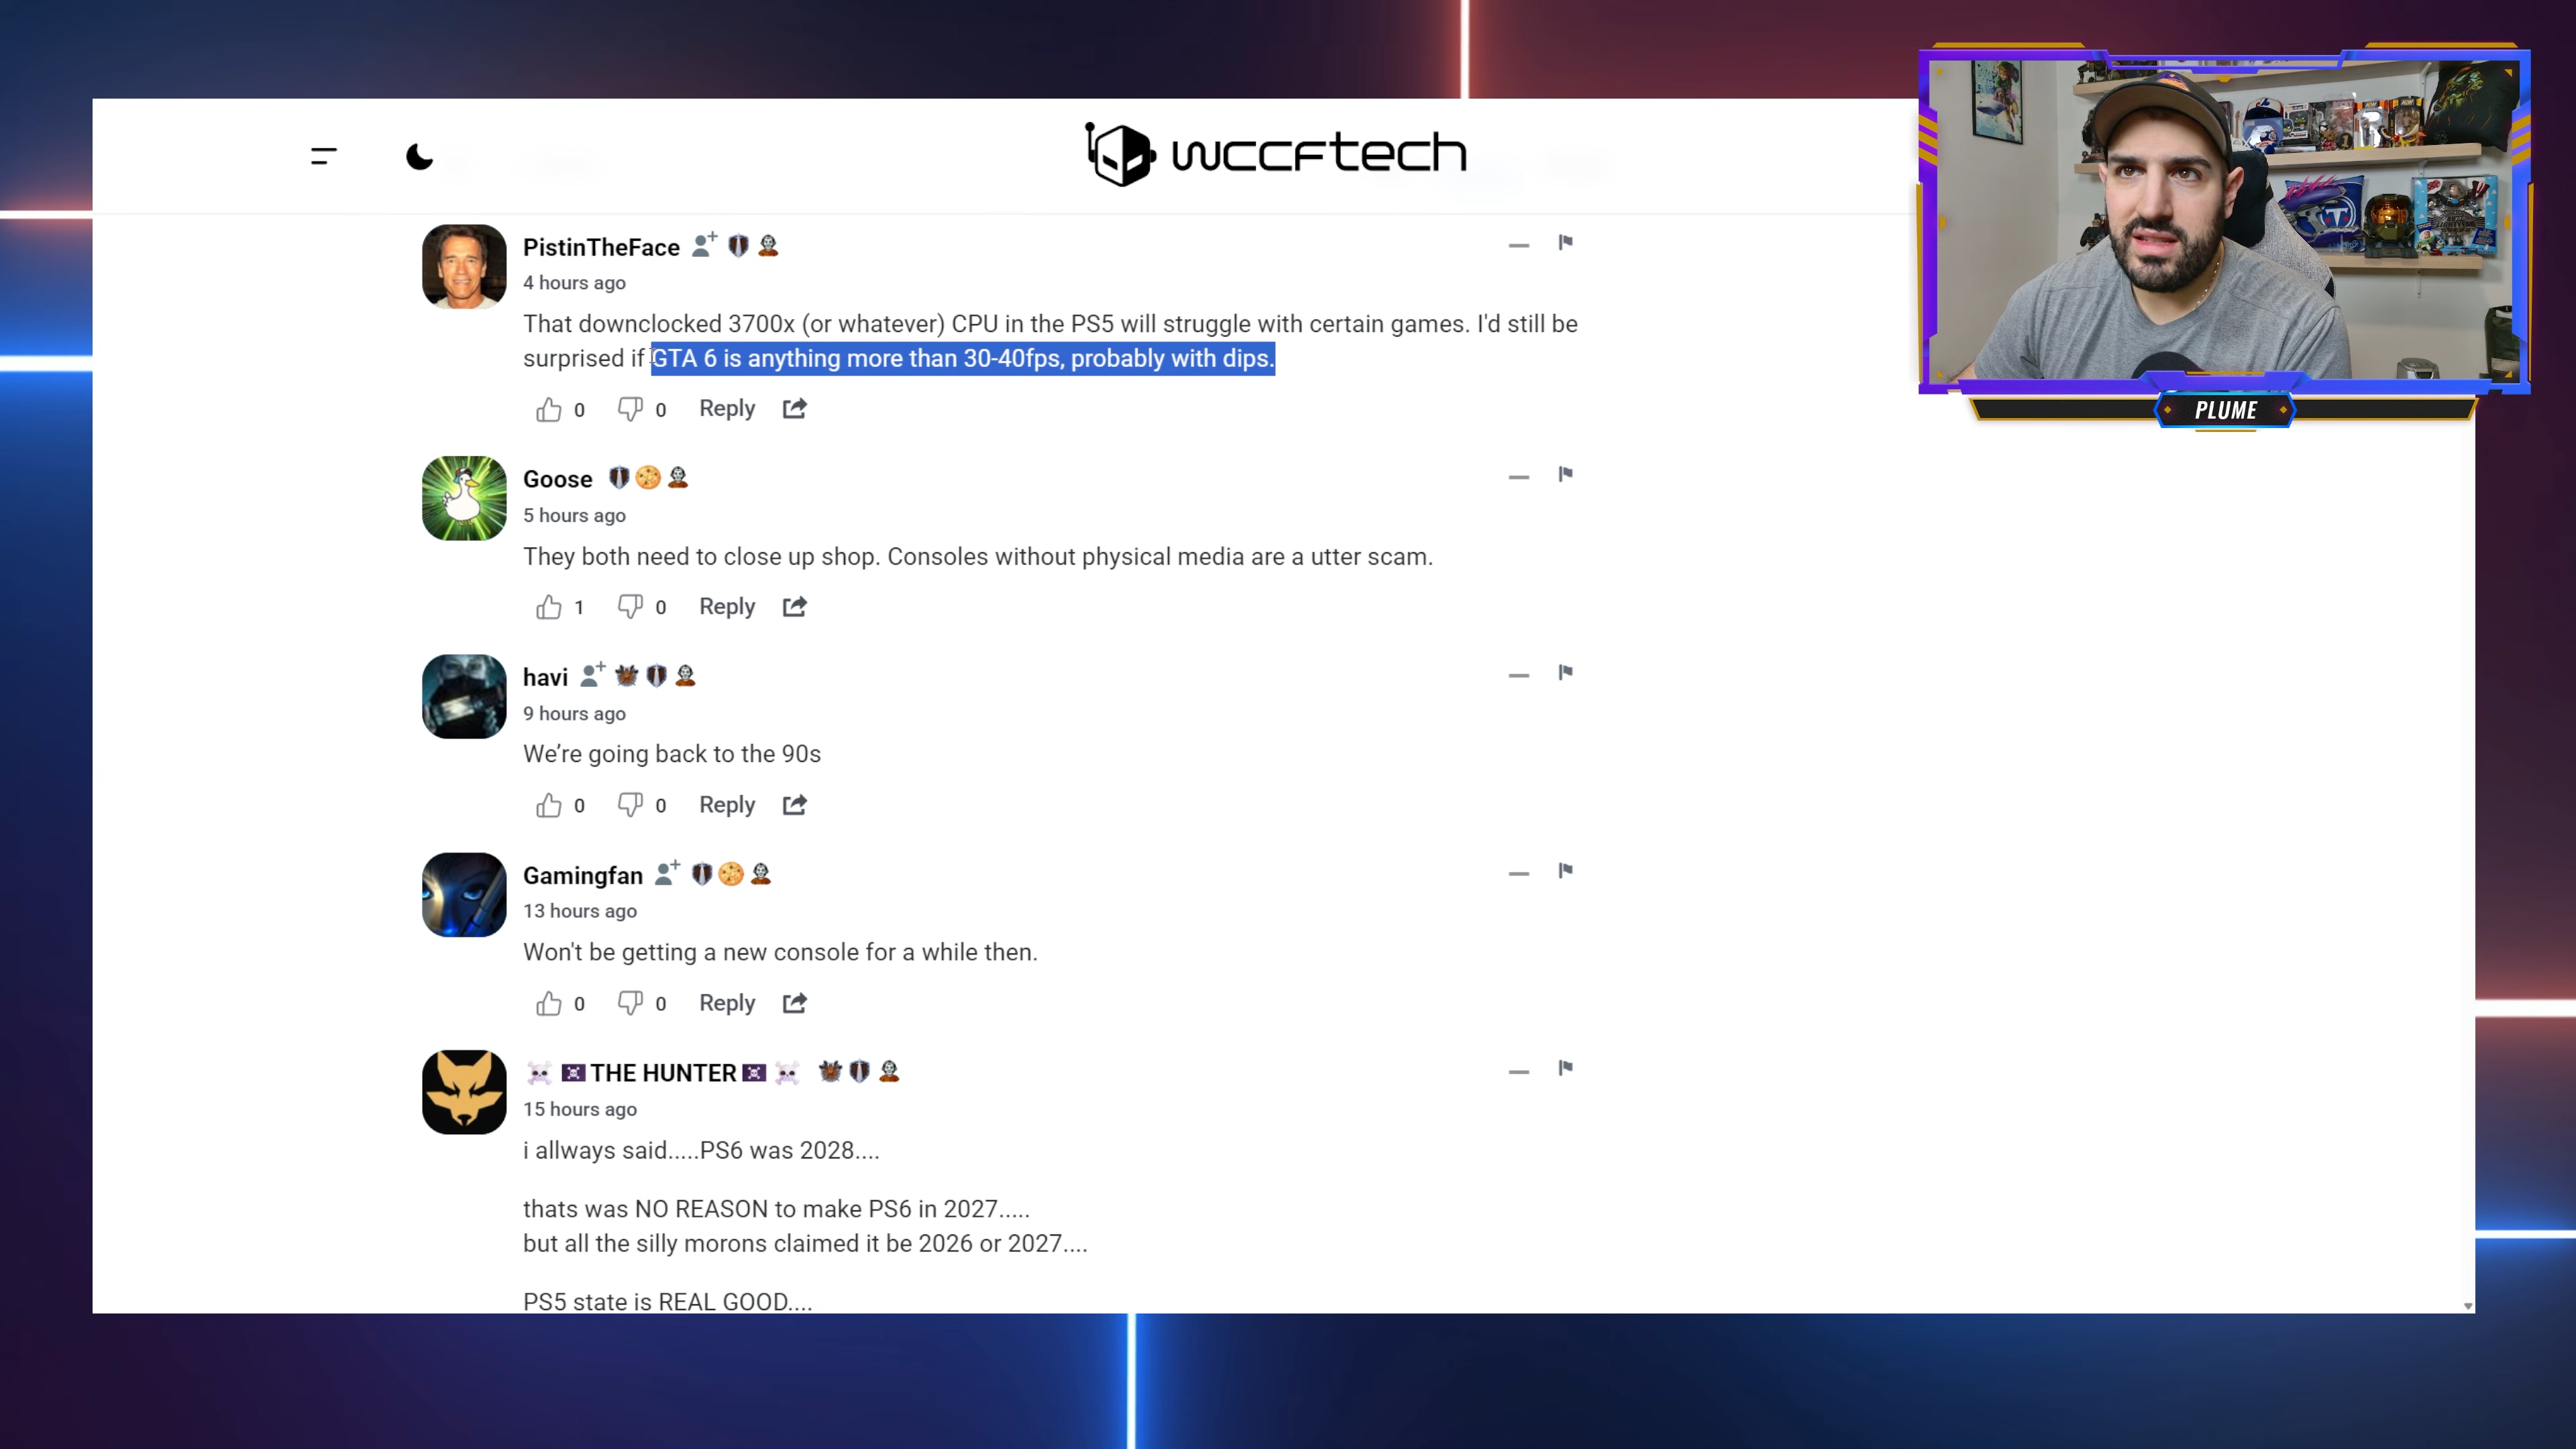 wccftech
PistinTheFace
4 hours ago
That downclocked 3700x (or whatever) CPU in the PS5 will struggle with certain games. I'd still be
surprised if GTA 6 is anything more than 30-40fps, probably with dips.
0 0 Reply
Goose
5 hours ago
They both need to close up shop. Consoles without physical media are a utter scam.
1 0 Reply
havi
9 hours ago
We’re going back to the 90s
0 0 Reply
Gamingfan
13 hours ago
Won't be getting a new console for a while then.
0 0 Reply
THE HUNTER
15 hours ago
i allways said.....PS6 was 2028....
thats was NO REASON to make PS6 in 2027.....
but all the silly morons claimed it be 2026 or 2027....
PS5 state is REAL GOOD....
PLUME